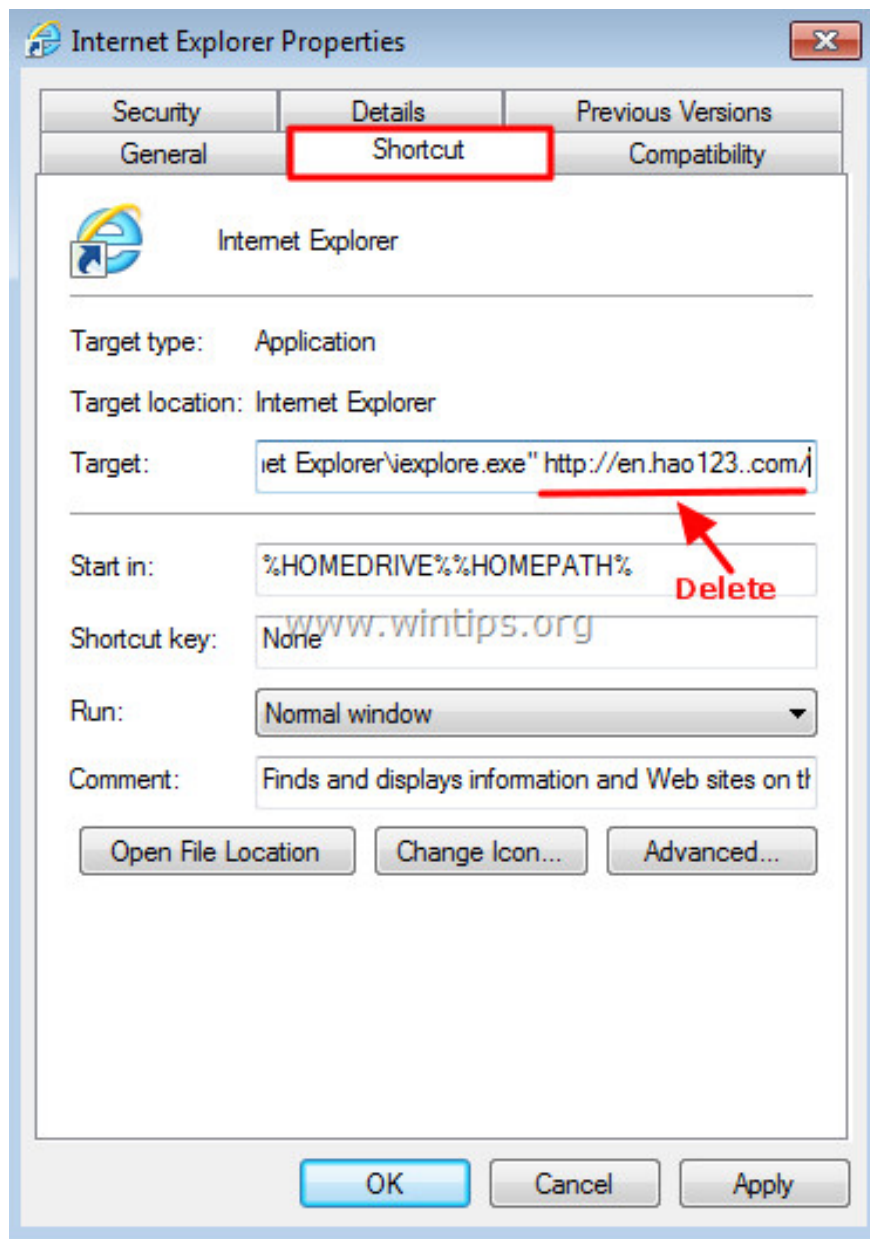 Internet Explorer Properties
Security Details Previous Versions
General Shortcut Compatibility
Internet Explorer
Target type: Application
Target location: Internet Explorer
Target: et Explorer\iexplore.exe" http://en.hao123..com/
Delete
Start in: %HOMEDRIVE%%HOMEPATH%
www.wintips.org
Shortcut key: None
Run: Normal window
Comment: Finds and displays information and Web sites on th
Open File Location Change Icon... Advanced...
OK Cancel Apply